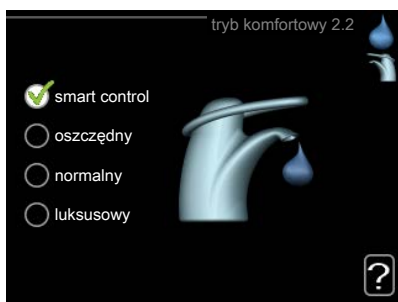 tryb komfortowy 2.2
smart control
oszczędny
normalny
luksusowy
?